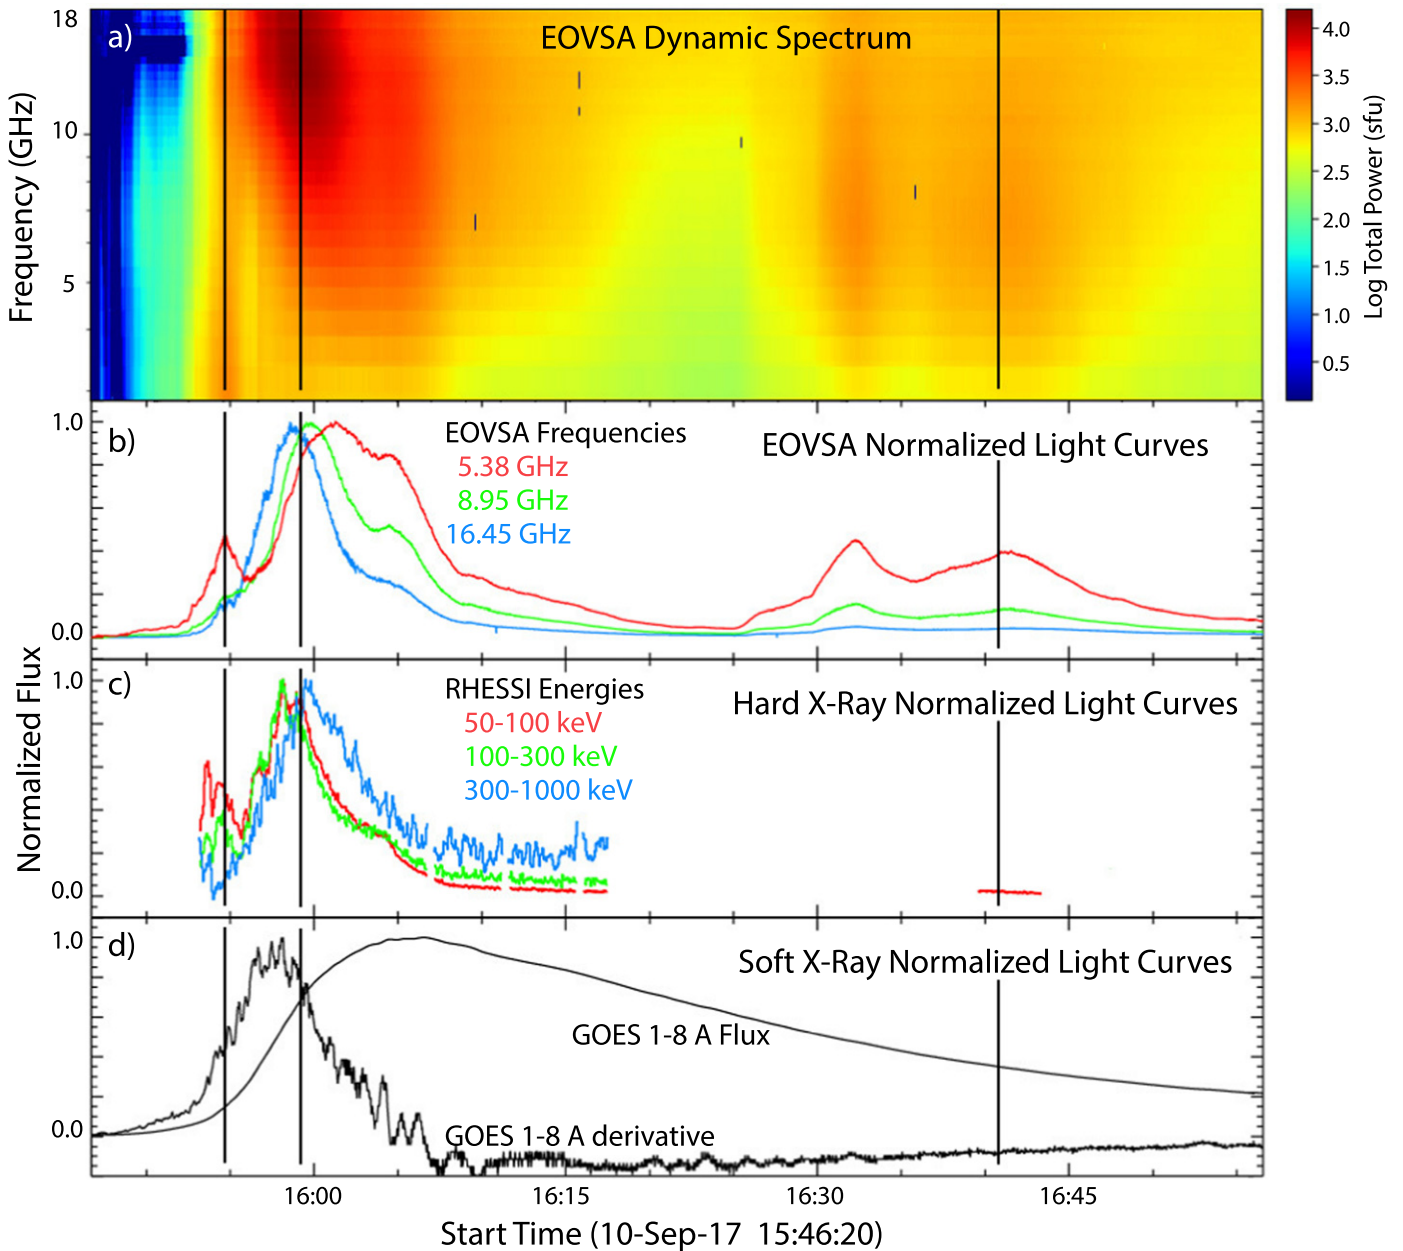 a)
EOVSA Dynamic Spectrum
18
10
5
Frequency (GHz)
4.0
3.5
3.0
2.5
2.0
1.5
1.0
0.5
Log Total Power (sfu)
b)
EOVSA Frequencies
5.38 GHz
8.95 GHz
16.45 GHz
EOVSA Normalized Light Curves
1.0
0.0
Normalized Flux
c)
RHESSI Energies
50-100 keV
100-300 keV
300-1000 keV
Hard X-Ray Normalized Light Curves
1.0
0.0
d)
Soft X-Ray Normalized Light Curves
GOES 1-8 A Flux
GOES 1-8 A derivative
1.0
0.0
16:00 16:15 16:30 16:45
Start Time (10-Sep-17 15:46:20)